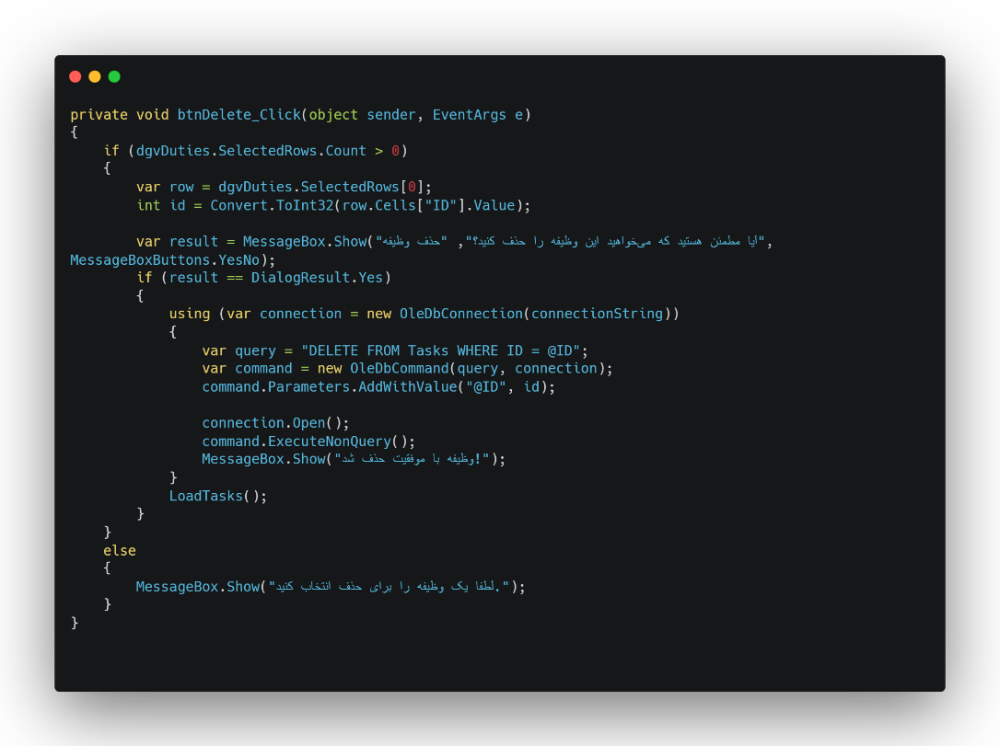 private void btnDelete_Click(object sender, EventArgs e)
{
    if (dgvDuties.SelectedRows.Count > 0)
    {
        var row = dgvDuties.SelectedRows[0];
        int id = Convert.ToInt32(row.Cells["ID"].Value);

        var result = MessageBox.Show("آیا مطمئن هستید که می‌خواهید این وظیفه را حذف کنید؟", "حذف وظیفه",
MessageBoxButtons.YesNo);
        if (result == DialogResult.Yes)
        {
            using (var connection = new OleDbConnection(connectionString))
            {
                var query = "DELETE FROM Tasks WHERE ID = @ID";
                var command = new OleDbCommand(query, connection);
                command.Parameters.AddWithValue("@ID", id);

                connection.Open();
                command.ExecuteNonQuery();
                MessageBox.Show("وظیفه با موفقیت حذف شد!");
            }
            LoadTasks();
        }
    }
    else
    {
        MessageBox.Show("لطفا یک وظیفه را برای حذف انتخاب کنید.");
    }
}